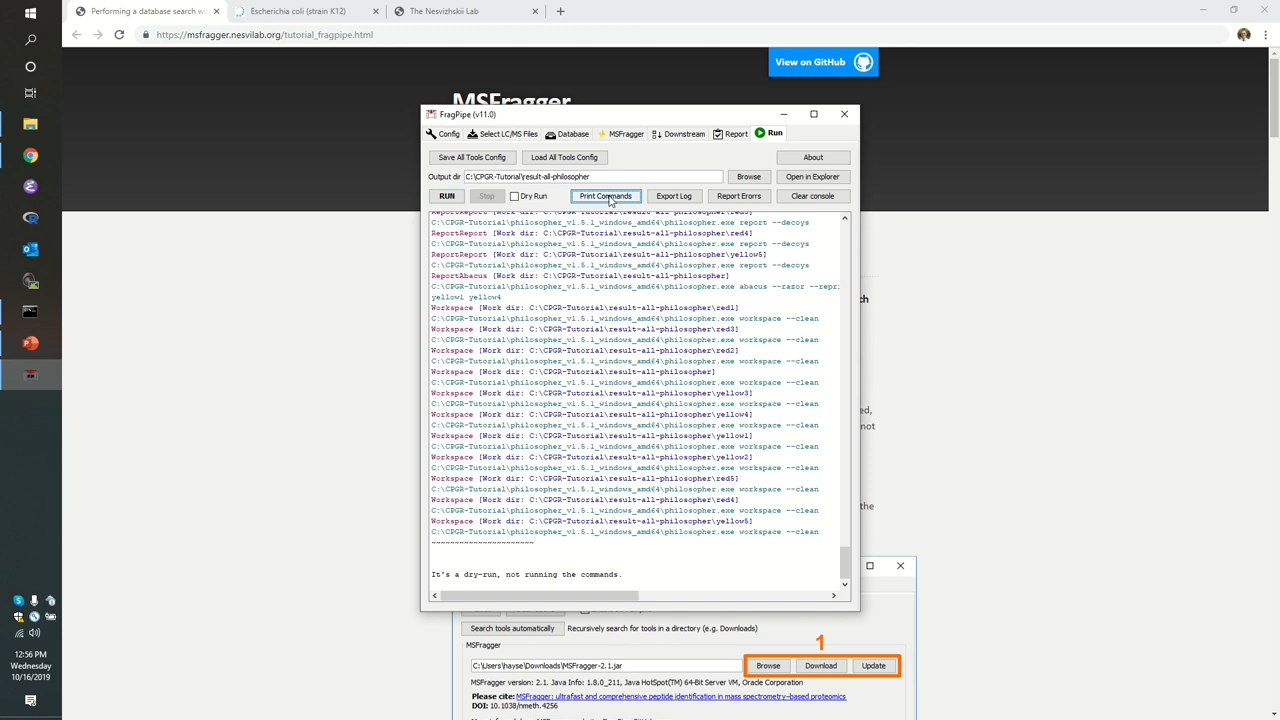 Performing a database search w
Escherichia coli (strain K12)
The Nesvizhskii Lab
https://msfragger.nesvilab.org/tutorial_fragpipe.html
View on GitHub
MSFragger
FragPipe (v11.0)
Config
Select LC/MS Files
Database
MSFragger
Downstream
Report
Run
Save All Tools Config
Load All Tools Config
About
Output dir
C:\CPGR-Tutorial\result-all-philosopher
Browse
Open in Explorer
RUN
Stop
Dry Run
Print Commands
Export Log
Report Erorrs
Clear console
C:\CPGR-Tutorial\philosopher_v1.5.1_windows_amd64\philosopher.exe report --decoys
ReportReport [Work dir: C:\CPGR-Tutorial\result-all-philosopher\red4]
C:\CPGR-Tutorial\philosopher_v1.5.1_windows_amd64\philosopher.exe report --decoys
ReportReport [Work dir: C:\CPGR-Tutorial\result-all-philosopher\yellow5]
C:\CPGR-Tutorial\philosopher_v1.5.1_windows_amd64\philosopher.exe report --decoys
ReportAbacus [Work dir: C:\CPGR-Tutorial\result-all-philosopher]
C:\CPGR-Tutorial\philosopher_v1.5.1_windows_amd64\philosopher.exe abacus --razor --repri
yellow1 yellow4
Workspace [Work dir: C:\CPGR-Tutorial\result-all-philosopher\red1]
C:\CPGR-Tutorial\philosopher_v1.5.1_windows_amd64\philosopher.exe workspace --clean
Workspace [Work dir: C:\CPGR-Tutorial\result-all-philosopher\red3]
C:\CPGR-Tutorial\philosopher_v1.5.1_windows_amd64\philosopher.exe workspace --clean
Workspace [Work dir: C:\CPGR-Tutorial\result-all-philosopher\red2]
C:\CPGR-Tutorial\philosopher_v1.5.1_windows_amd64\philosopher.exe workspace --clean
Workspace [Work dir: C:\CPGR-Tutorial\result-all-philosopher]
C:\CPGR-Tutorial\philosopher_v1.5.1_windows_amd64\philosopher.exe workspace --clean
Workspace [Work dir: C:\CPGR-Tutorial\result-all-philosopher\yellow3]
C:\CPGR-Tutorial\philosopher_v1.5.1_windows_amd64\philosopher.exe workspace --clean
Workspace [Work dir: C:\CPGR-Tutorial\result-all-philosopher\yellow4]
C:\CPGR-Tutorial\philosopher_v1.5.1_windows_amd64\philosopher.exe workspace --clean
Workspace [Work dir: C:\CPGR-Tutorial\result-all-philosopher\yellow1]
C:\CPGR-Tutorial\philosopher_v1.5.1_windows_amd64\philosopher.exe workspace --clean
Workspace [Work dir: C:\CPGR-Tutorial\result-all-philosopher\yellow2]
C:\CPGR-Tutorial\philosopher_v1.5.1_windows_amd64\philosopher.exe workspace --clean
Workspace [Work dir: C:\CPGR-Tutorial\result-all-philosopher\red5]
C:\CPGR-Tutorial\philosopher_v1.5.1_windows_amd64\philosopher.exe workspace --clean
Workspace [Work dir: C:\CPGR-Tutorial\result-all-philosopher\red4]
C:\CPGR-Tutorial\philosopher_v1.5.1_windows_amd64\philosopher.exe workspace --clean
Workspace [Work dir: C:\CPGR-Tutorial\result-all-philosopher\yellow5]
C:\CPGR-Tutorial\philosopher_v1.5.1_windows_amd64\philosopher.exe workspace --clean
~~~~~~~~~~~~~~~~~~~~~~
It's a dry-run, not running the commands.
ch
ed,
not
the
1
Search tools automatically
Recursively search for tools in a directory (e.g. Downloads)
MSFragger
C:\Users\hayse\Downloads\MSFragger-2.1.jar
Browse
Download
Update
MSFragger version: 2.1. Java Info: 1.8.0_211, Java HotSpot(TM) 64-Bit Server VM, Oracle Corporation
Please cite: MSFragger: ultrafast and comprehensive peptide identification in mass spectrometry–based proteomics
DOI: 10.1038/nmeth.4256
12:56 PM
Wednesday
10/16/2019